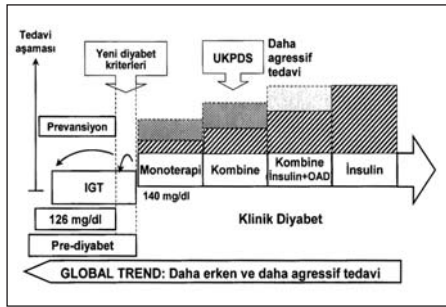 Tedavi
aşaması
Yeni diyabet
kriterleri
UKPDS
Daha
agressif
tedavi
Prevansiyon
IGT
Monoterapi
Kombine
Kombine
(İnsulin+OAD)
İnsulin
126 mg/dl
140 mg/dl
Klinik Diyabet
Pre-diyabet
GLOBAL TREND: Daha erken ve daha agressif tedavi